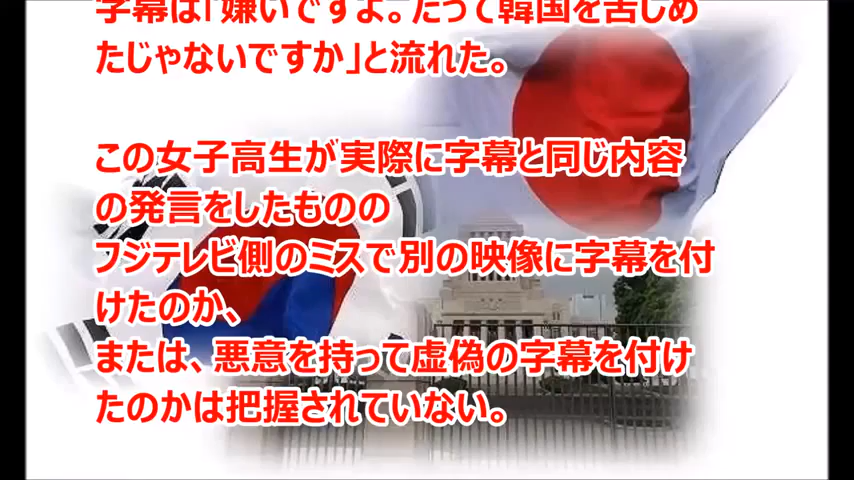 字幕は「嫌いですよ。だって韓国を苦しめ
たじゃないですか」と流れた。
この女子高生が実際に字幕と同じ内容
の発言をしたものの
フジテレビ側のミスで別の映像に字幕を付
けたのか、
または、悪意を持って虚偽の字幕を付け
たのかは把握されていない。